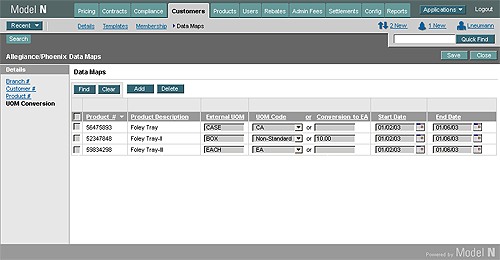 Model N
Pricing Contracts Compliance Customers Products Users Rebates Admin Fees Settlements Config Reports Applications Logout
Recent Details Templates Membership Data Maps 2 New 1 New Lneumann
Search Quick Find
Allegiance/Phoenix Data Maps Save Close
Details
Branch #
Customer #
Product #
UOM Conversion
Data Maps
Find Clear Add Delete
Product # Product Description External UOM UOM Code or Conversion to EA Start Date End Date
56475893 Foley Tray CASE CA or 01/02/03 01/06/03
52347848 Foley Tray-II BOX Non-Standard or 10.00 01/02/03 01/06/03
59834298 Foley Tray-III EACH EA or 01/02/03 01/06/03
Powered by Model N